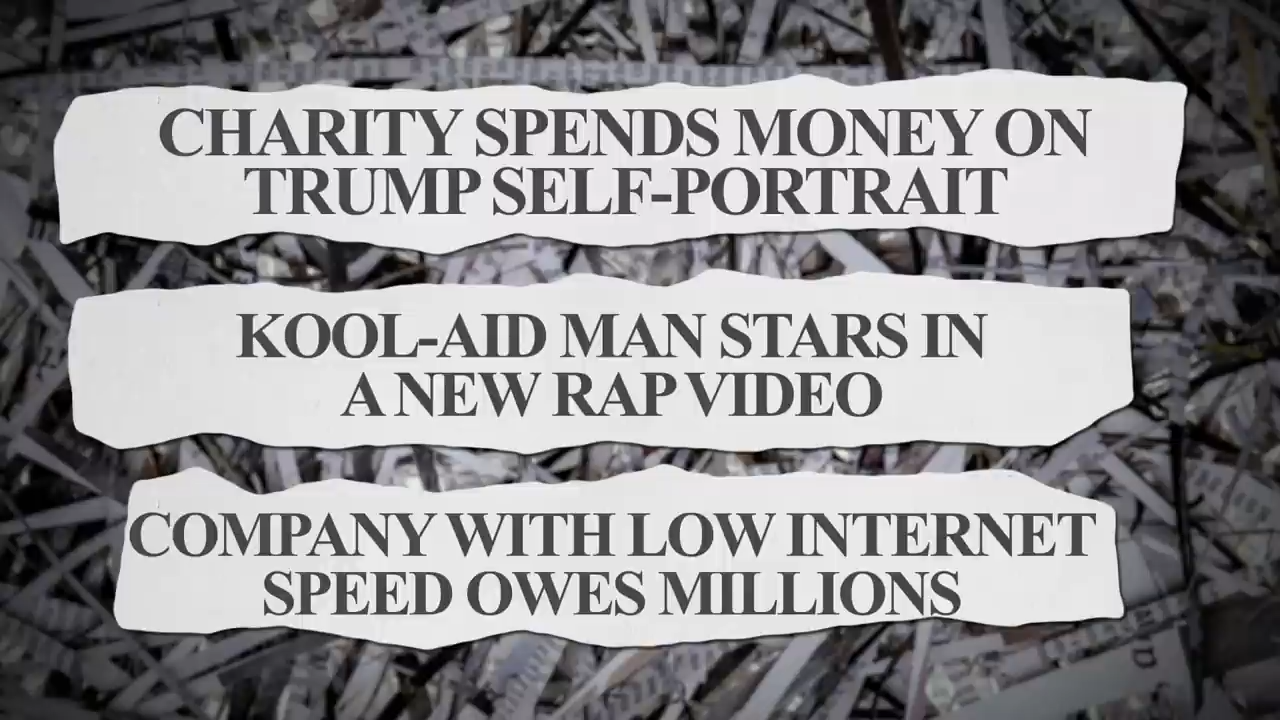 CHARITY SPENDS MONEY ON
TRUMP SELF-PORTRAIT
KOOL-AID MAN STARS IN
A NEW RAP VIDEO
COMPANY WITH LOW INTERNET
SPEED OWES MILLIONS